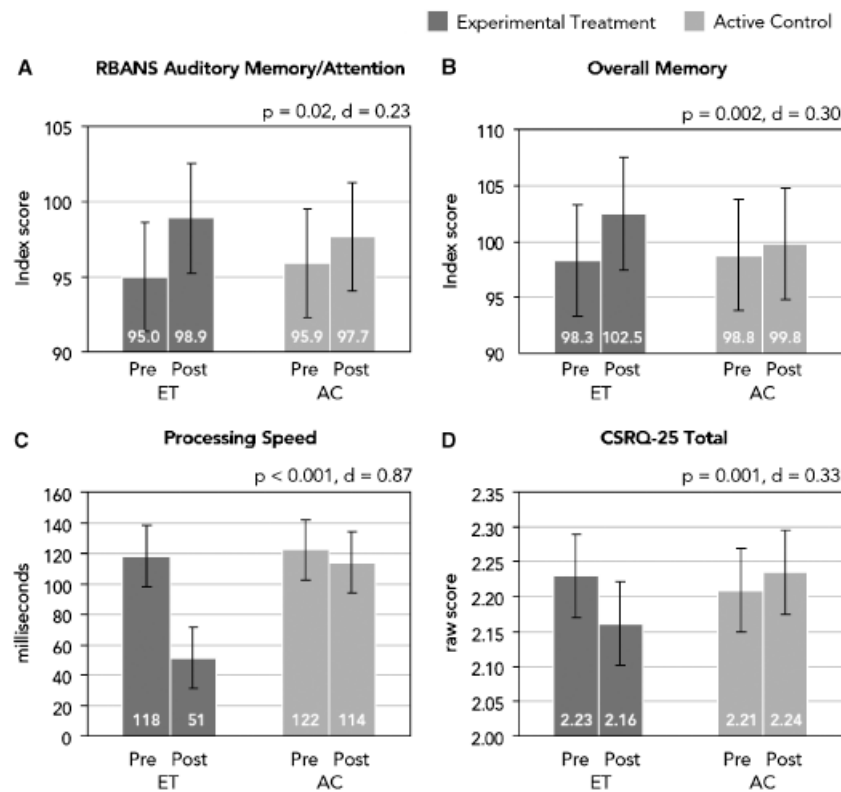 Experimental Treatment Active Control
A RBANS Auditory Memory/Attention
p = 0.02, d = 0.23
Index score
105
100
95
90
95.0 98.9 95.9 97.7
Pre Post Pre Post
ET AC
B Overall Memory
p = 0.002, d = 0.30
Index score
110
105
100
95
90
98.3 102.5 98.8 99.8
Pre Post Pre Post
ET AC
C Processing Speed
p < 0.001, d = 0.87
milliseconds
160
140
120
100
80
60
40
20
0
118 51 122 114
Pre Post Pre Post
ET AC
D CSRQ-25 Total
p = 0.001, d = 0.33
raw score
2.35
2.30
2.25
2.20
2.15
2.10
2.05
2.00
2.23 2.16 2.21 2.24
Pre Post Pre Post
ET AC